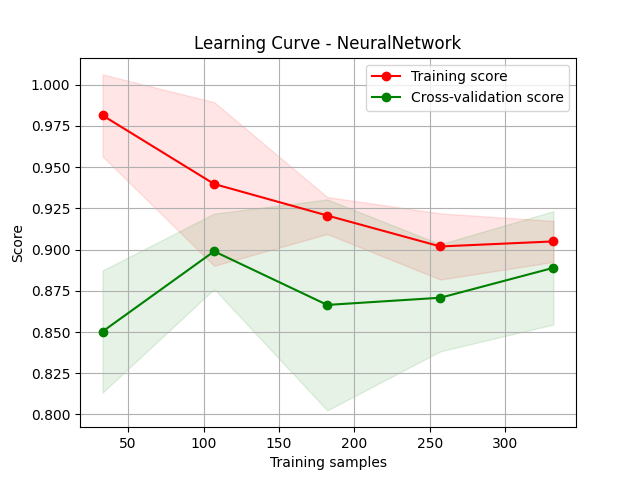 Learning Curve - NeuralNetwork
Training score
Cross-validation score
1.000
0.975
0.950
0.925
0.900
0.875
0.850
0.825
0.800
Score
50 100 150 200 250 300
Training samples